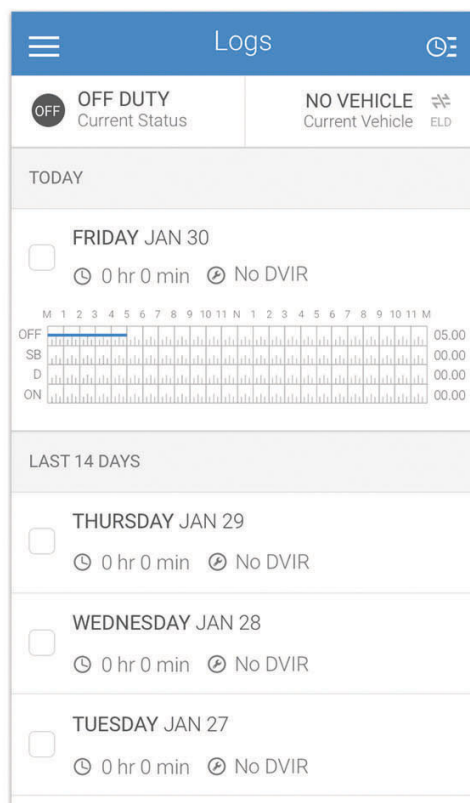 Logs
OFF
OFF DUTY
Current Status
NO VEHICLE
Current Vehicle
ELD
TODAY
FRIDAY JAN 30
0 hr 0 min No DVIR
M 1 2 3 4 5 6 7 8 9 10 11 N 1 2 3 4 5 6 7 8 9 10 11 M
OFF 05.00
SB 00.00
D 00.00
ON 00.00
LAST 14 DAYS
THURSDAY JAN 29
0 hr 0 min No DVIR
WEDNESDAY JAN 28
0 hr 0 min No DVIR
TUESDAY JAN 27
0 hr 0 min No DVIR